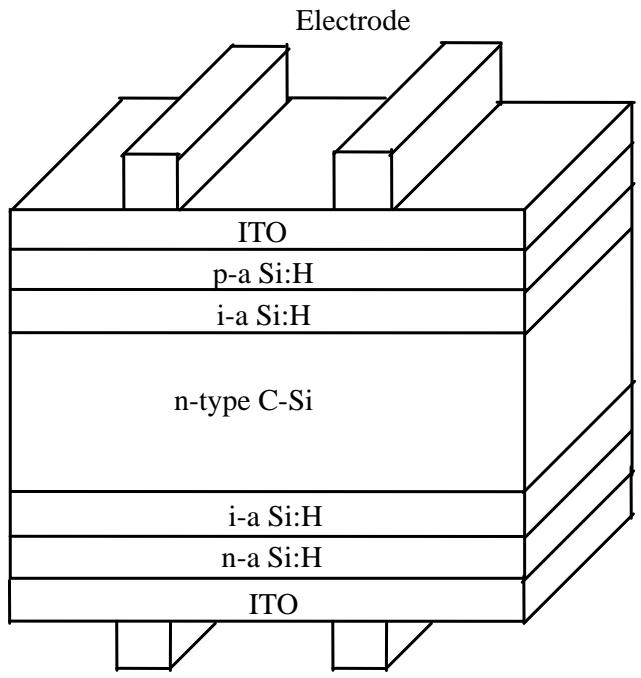 Electrode
ITO
p-a Si:H
i-a Si:H
n-type C-Si
i-a Si:H
n-a Si:H
ITO